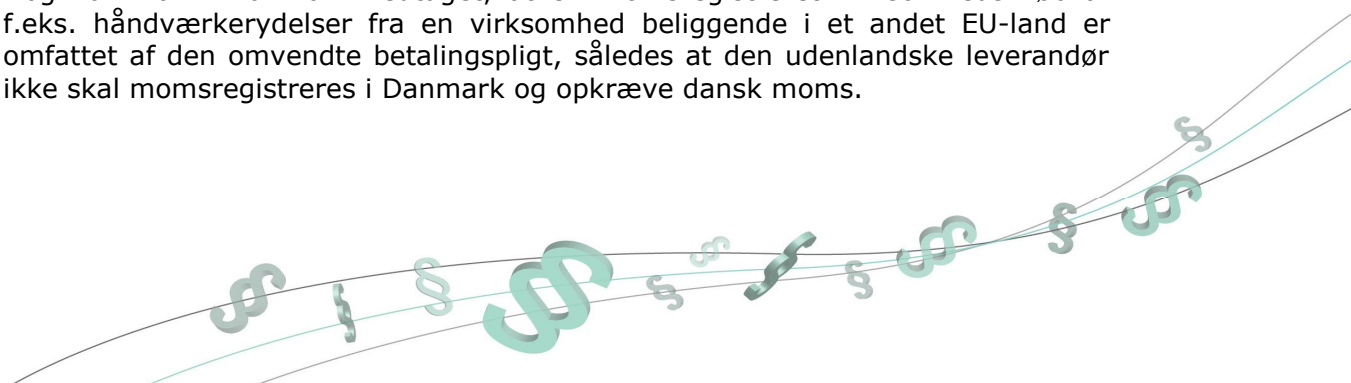 f.eks. håndværkerydelser fra en virksomhed beliggende i et andet EU-land er
omfattet af den omvendte betalingspligt, således at den udenlandske leverandør
ikke skal momsregistreres i Danmark og opkræve dansk moms.
§ § § § § § § § § § §